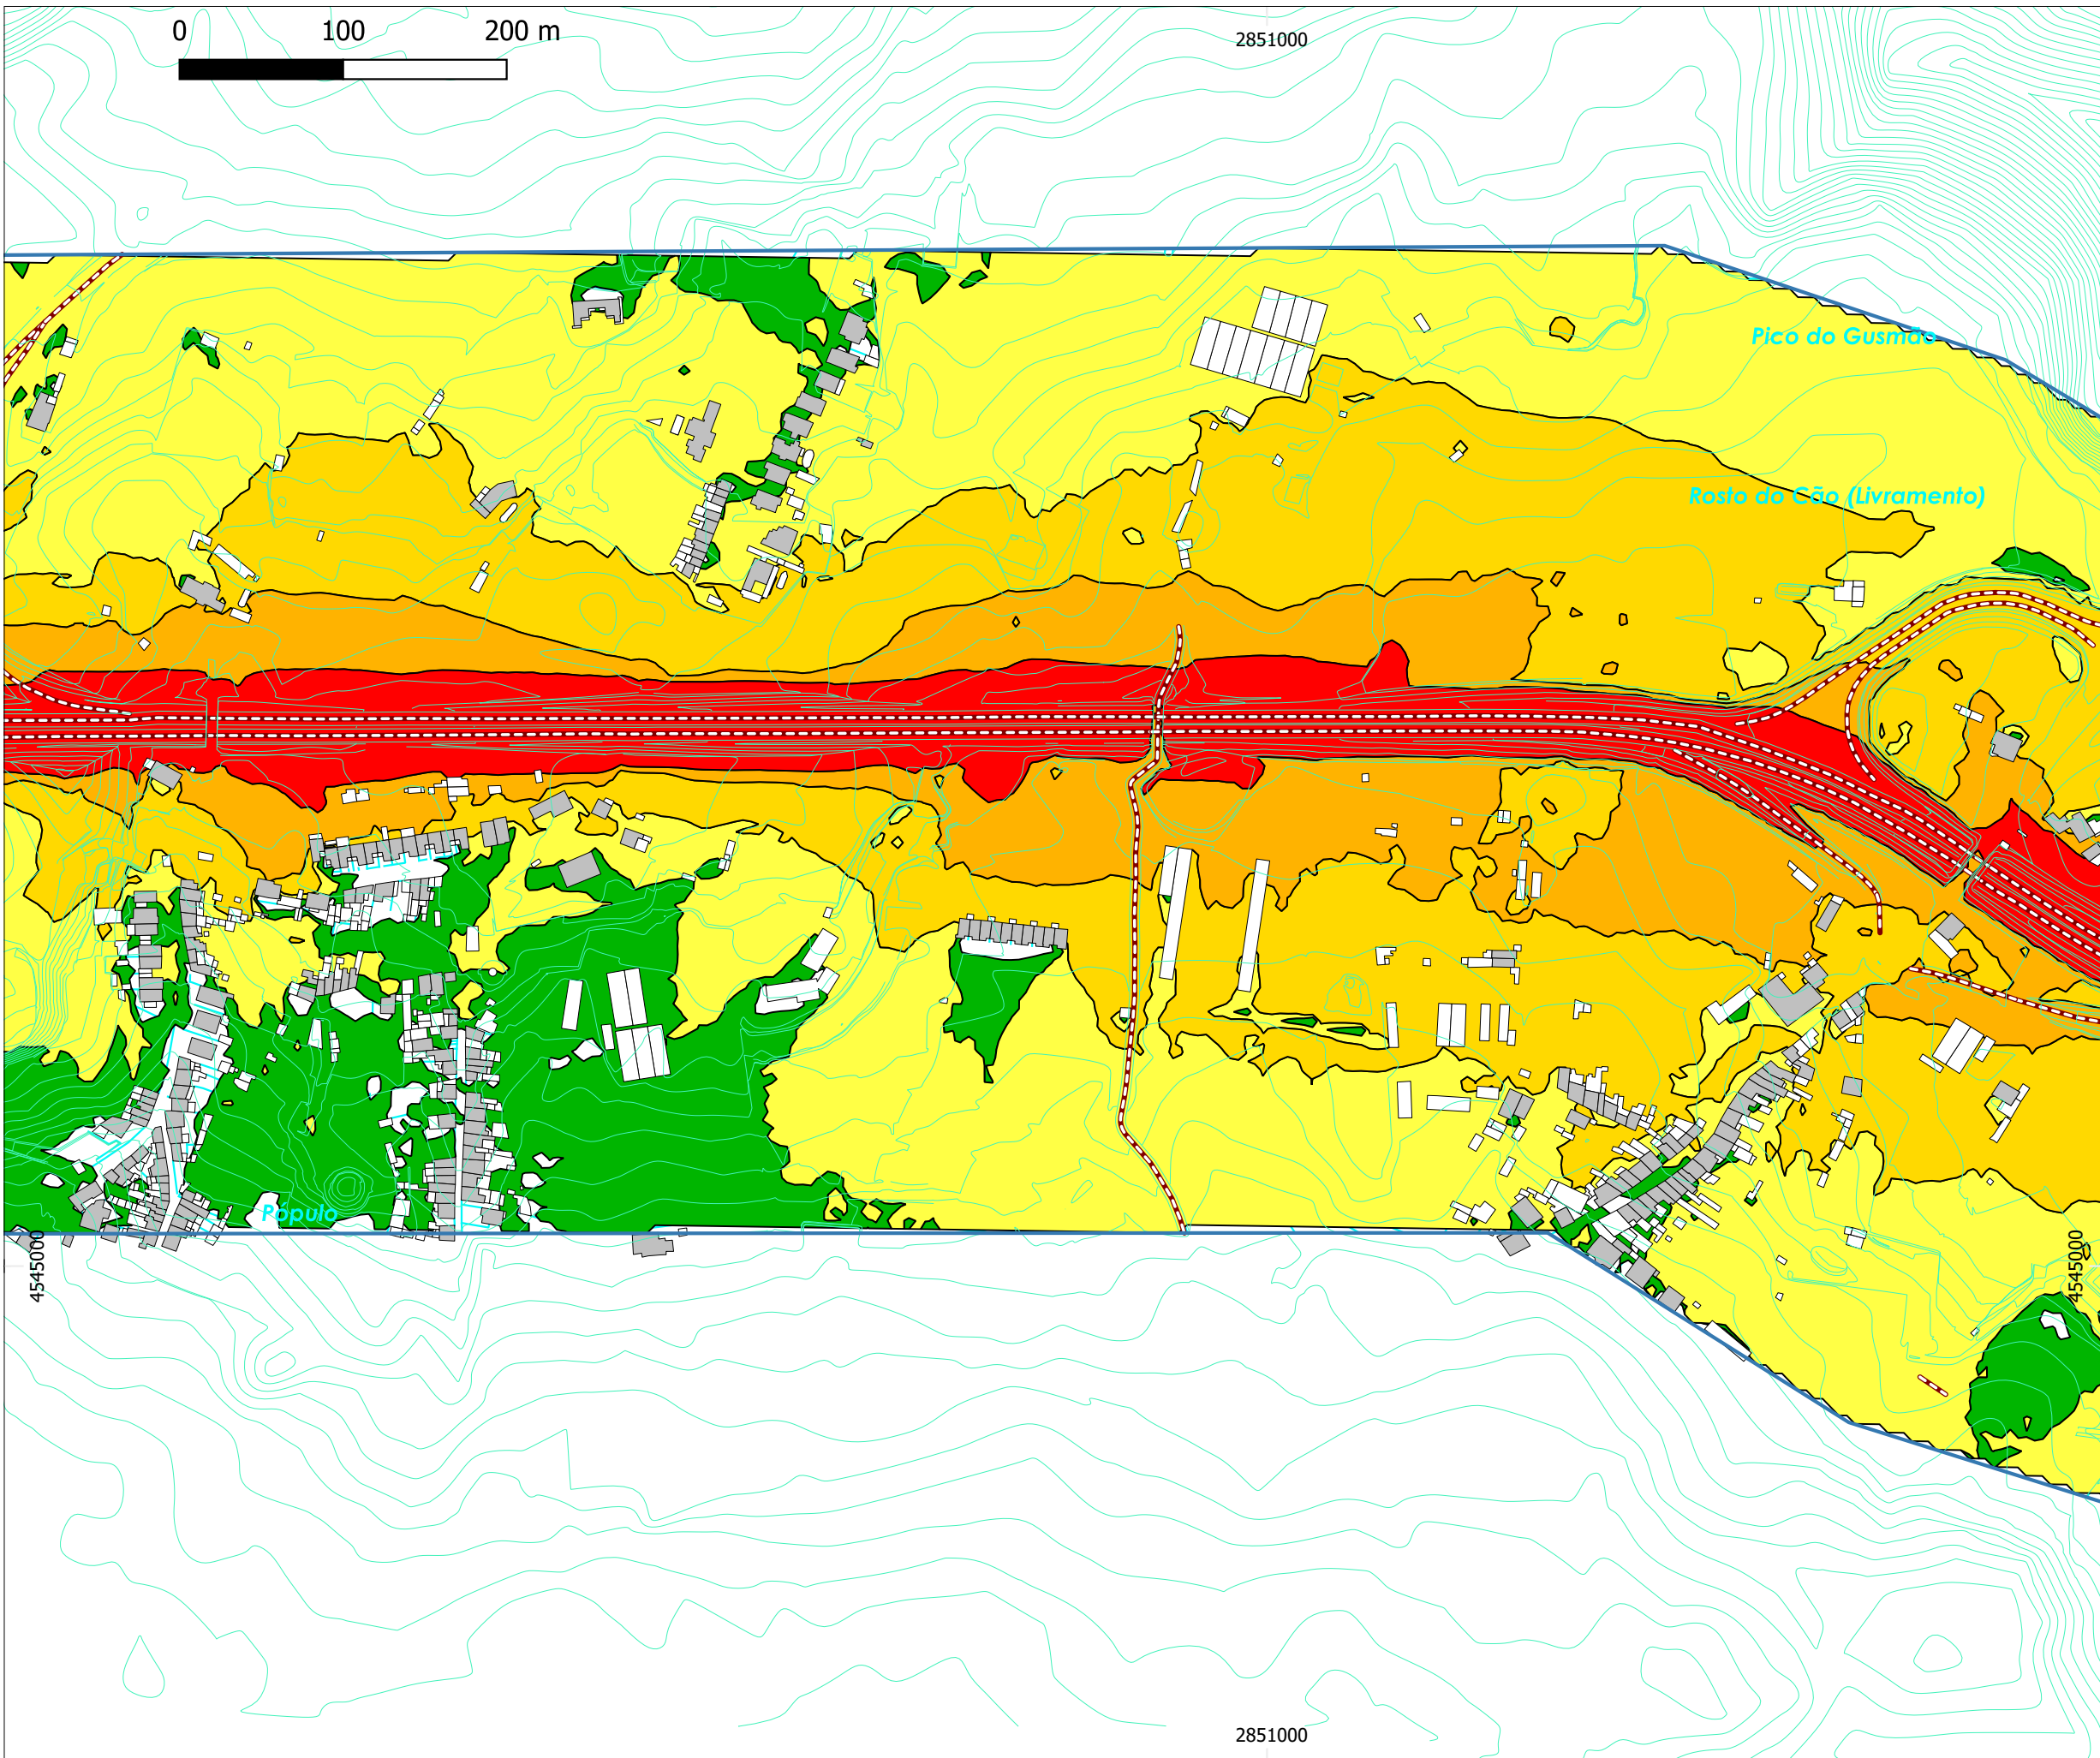 0 100 200 m
2851000
Pico do Gusmão
Rosto do Cão (Livramento)
Pópulo
4545000
4545000
2851000